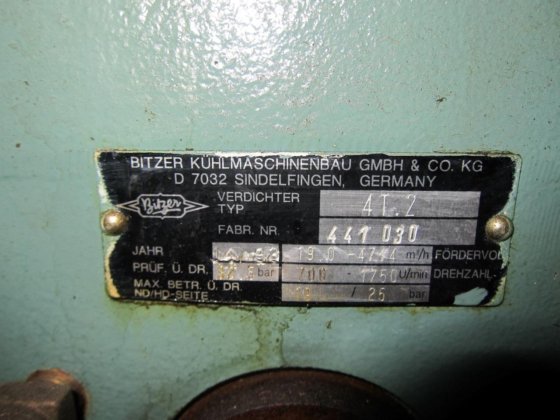 BITZER KÜHLMASCHINENBAU GMBH & CO. KG
D 7032 SINDELFINGEN, GERMANY
Bitzer
VERDICHTER TYP 4T.2
FABR. NR. 441 030
JAHR m³/h FÖRDERVOL
PRÜF. Ü. DR. bar 1750 U/min DREHZAHL
MAX. BETR. Ü. DR.
ND/HD-SEITE / 25 bar